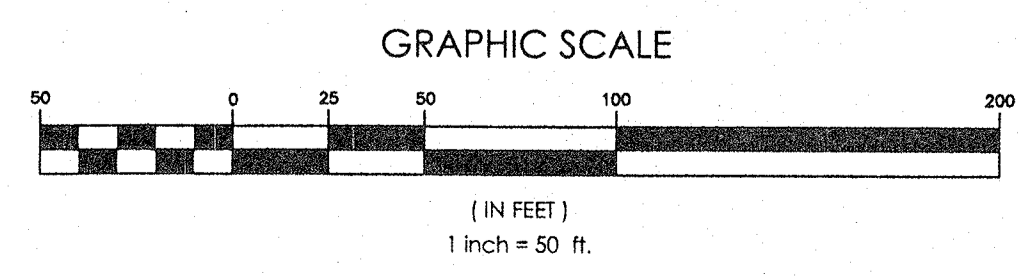 GRAPHIC SCALE
50 0 25 50 100 200
( IN FEET )
1 inch = 50 ft.